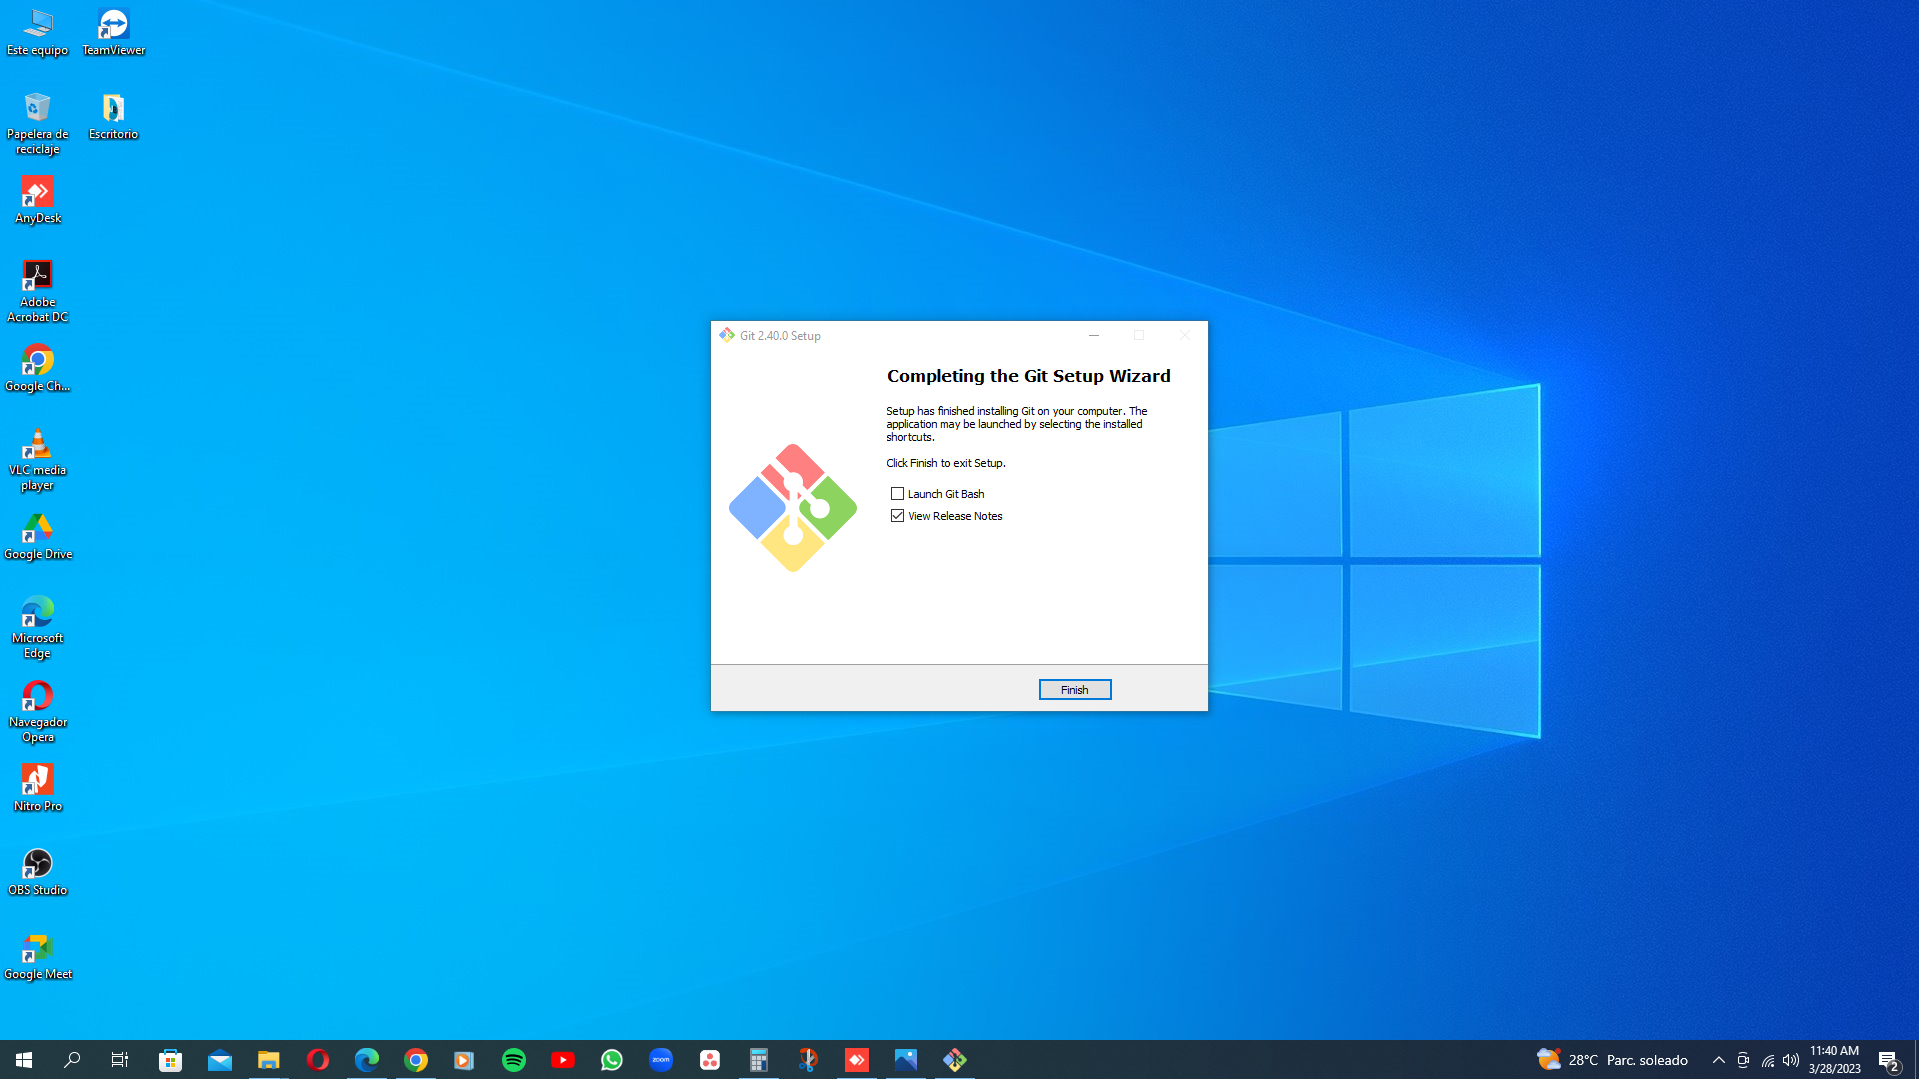 Este equipo
TeamViewer
Papelera de
reciclaje
Escritorio
AnyDesk
Adobe
Acrobat DC
Google Ch...
VLC media
player
Google Drive
Microsoft
Edge
Navegador
Opera
Nitro Pro
OBS Studio
Google Meet
Git 2.40.0 Setup
Completing the Git Setup Wizard
Setup has finished installing Git on your computer. The
application may be launched by selecting the installed
shortcuts.
Click Finish to exit Setup.
Launch Git Bash
View Release Notes
Finish
zoom
28°C Parc. soleado
11:40 AM
3/28/2023
2